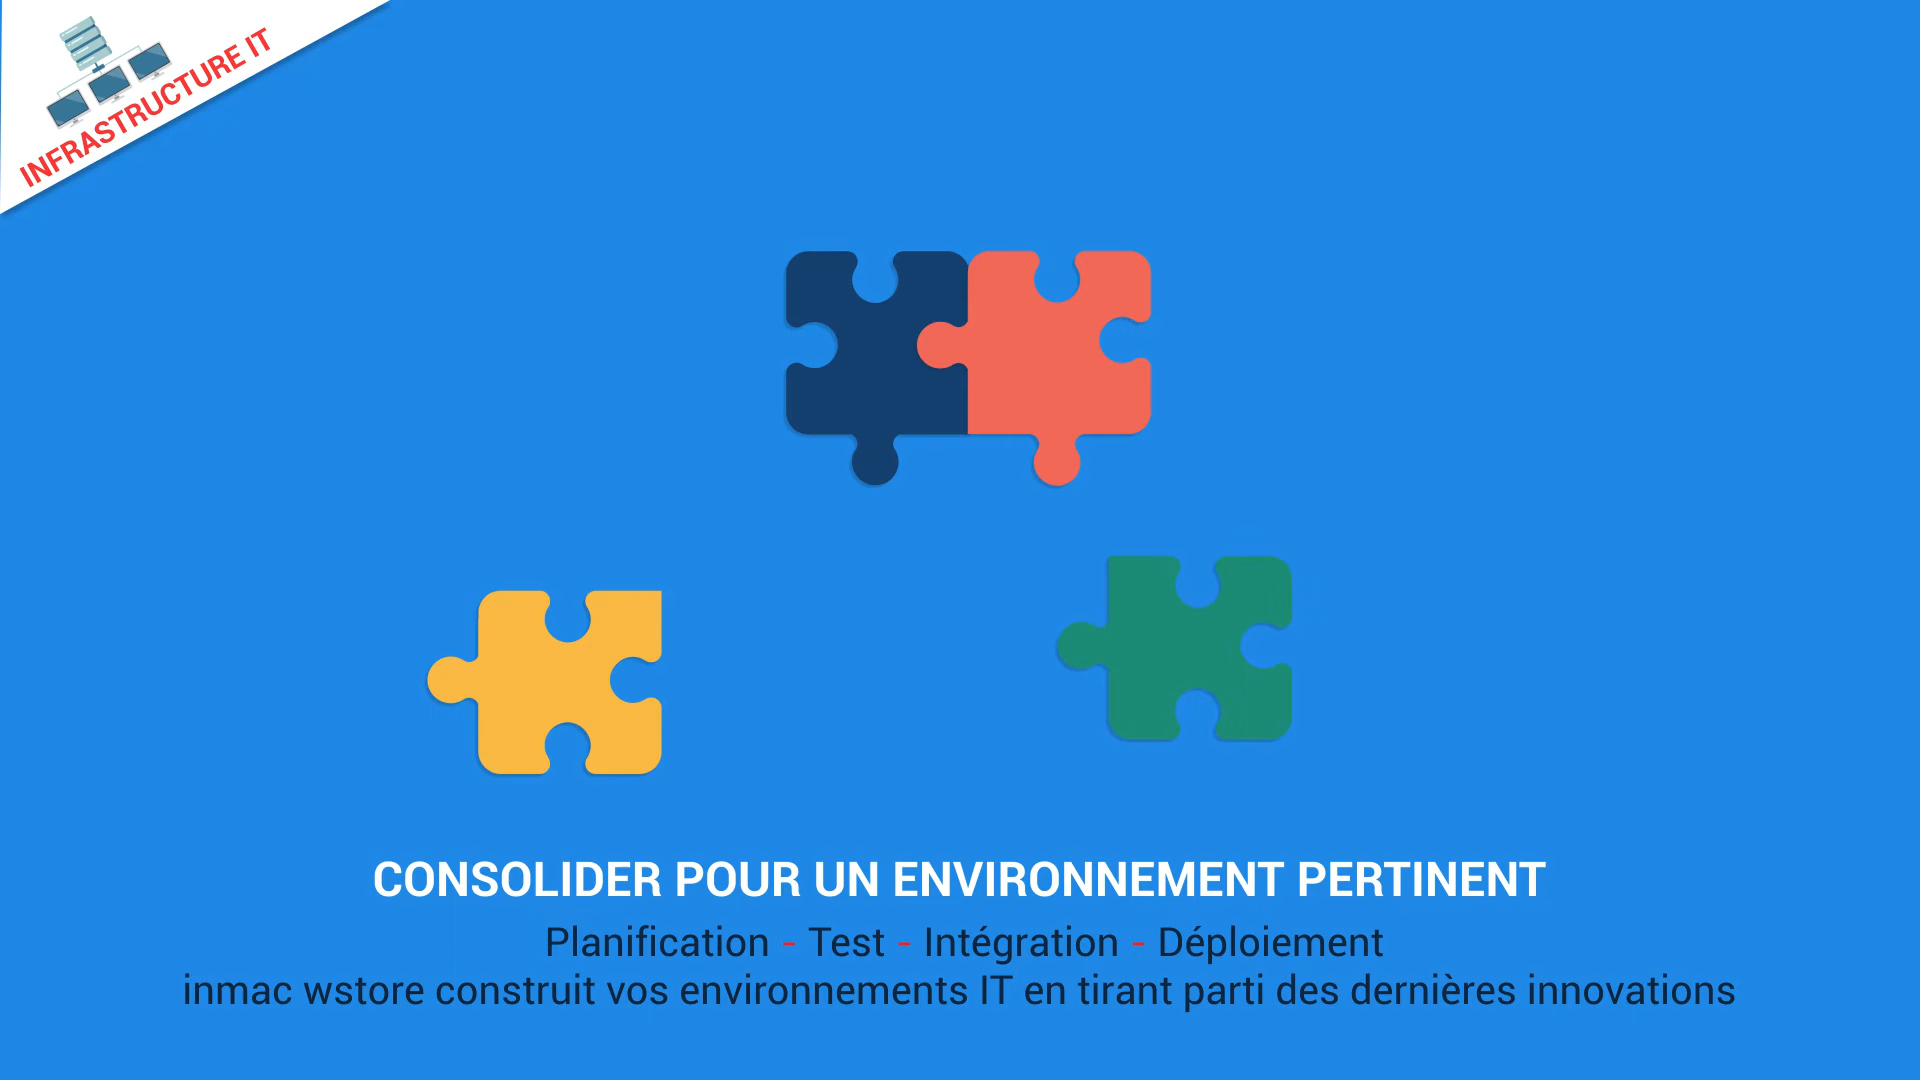 INFRASTRUCTURE IT
CONSOLIDER POUR UN ENVIRONNEMENT PERTINENT
Planification - Test - Intégration - Déploiement
inmac wstore construit vos environnements IT en tirant parti des dernières innovations